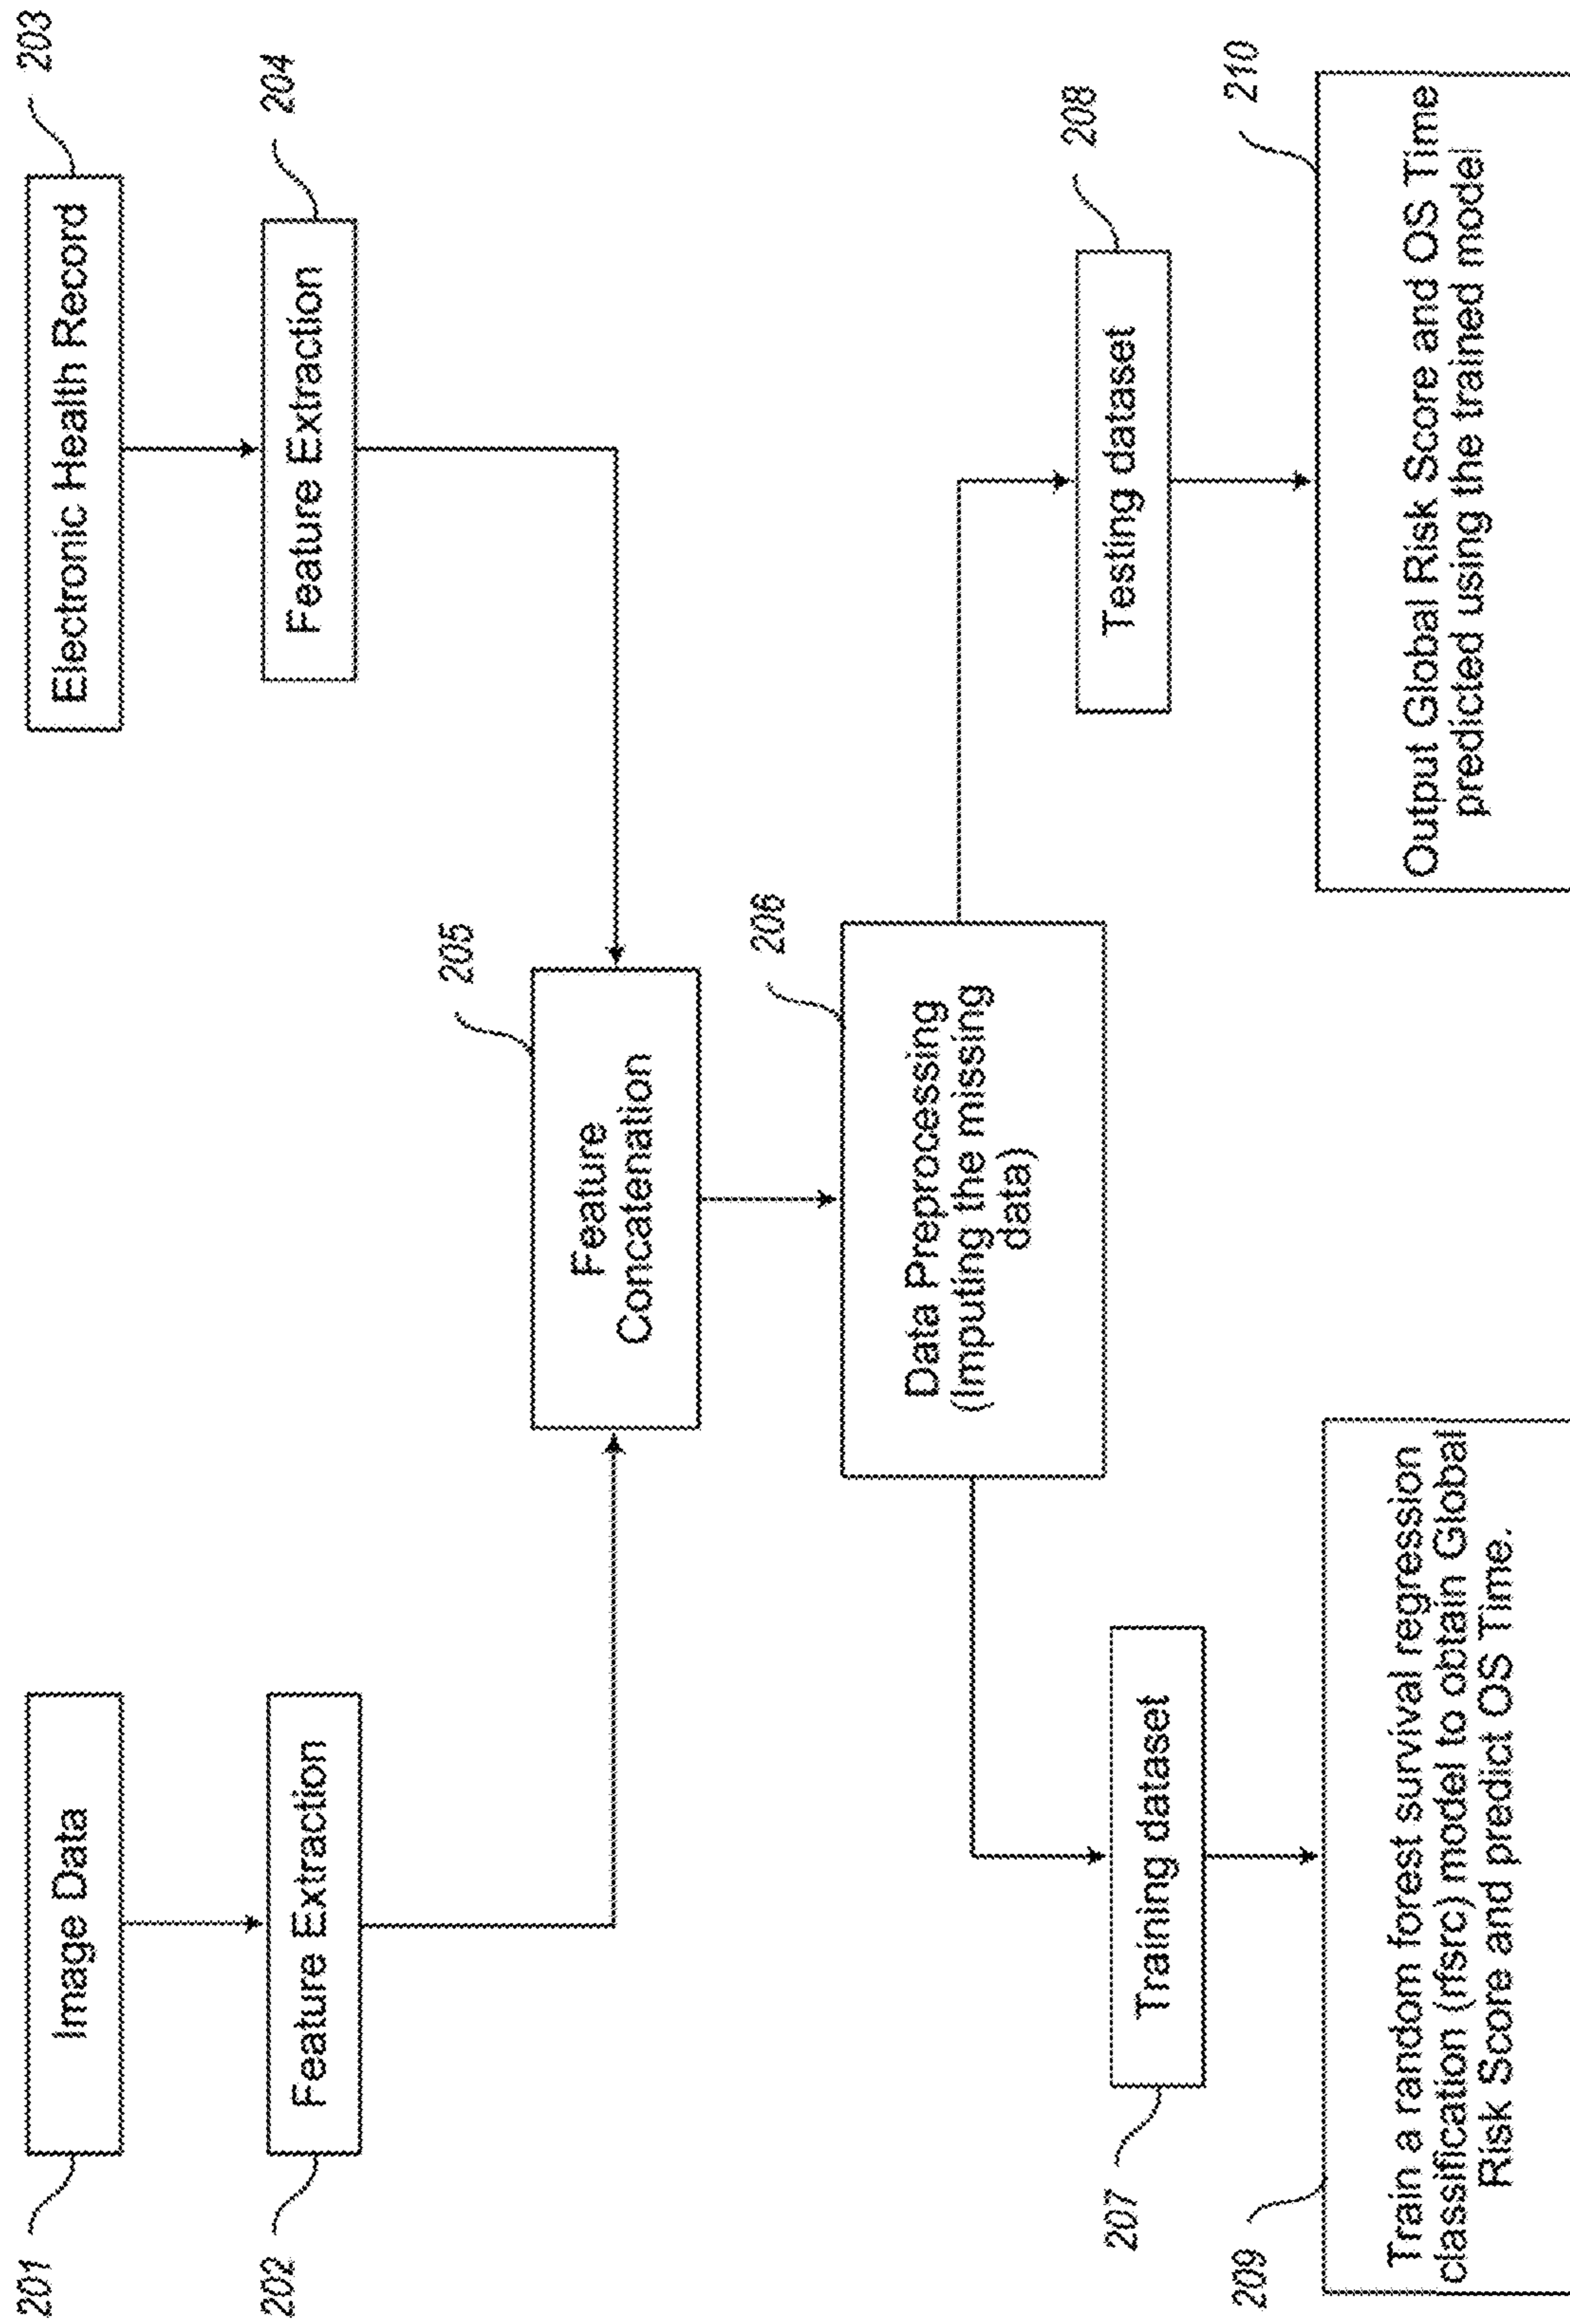 201
Image Data
203
Electronic Health Record
202
Feature Extraction
204
Feature Extraction
205
Feature
Concatenation
206
Data Preprocessing
(Imputing the missing
data)
207
Training dataset
208
Testing dataset
209
Train a random forest survival regression
classification (rfsrc) model to obtain Global
Risk Score and predict OS Time.
210
Output Global Risk Score and OS Time
predicted using the trained model